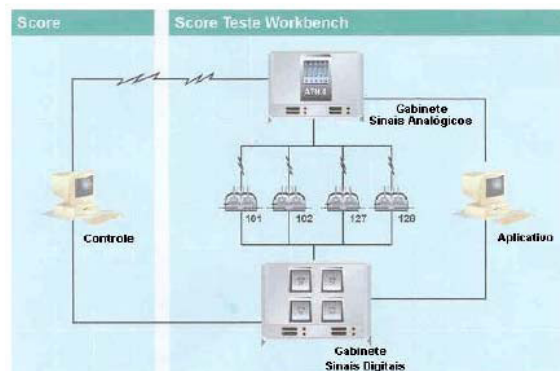 Score
Score Teste Workbench
Gabinete
Sinais Analógicos
101
102
127
128
Controle
Aplicativo
Gabinete
Sinais Digitais